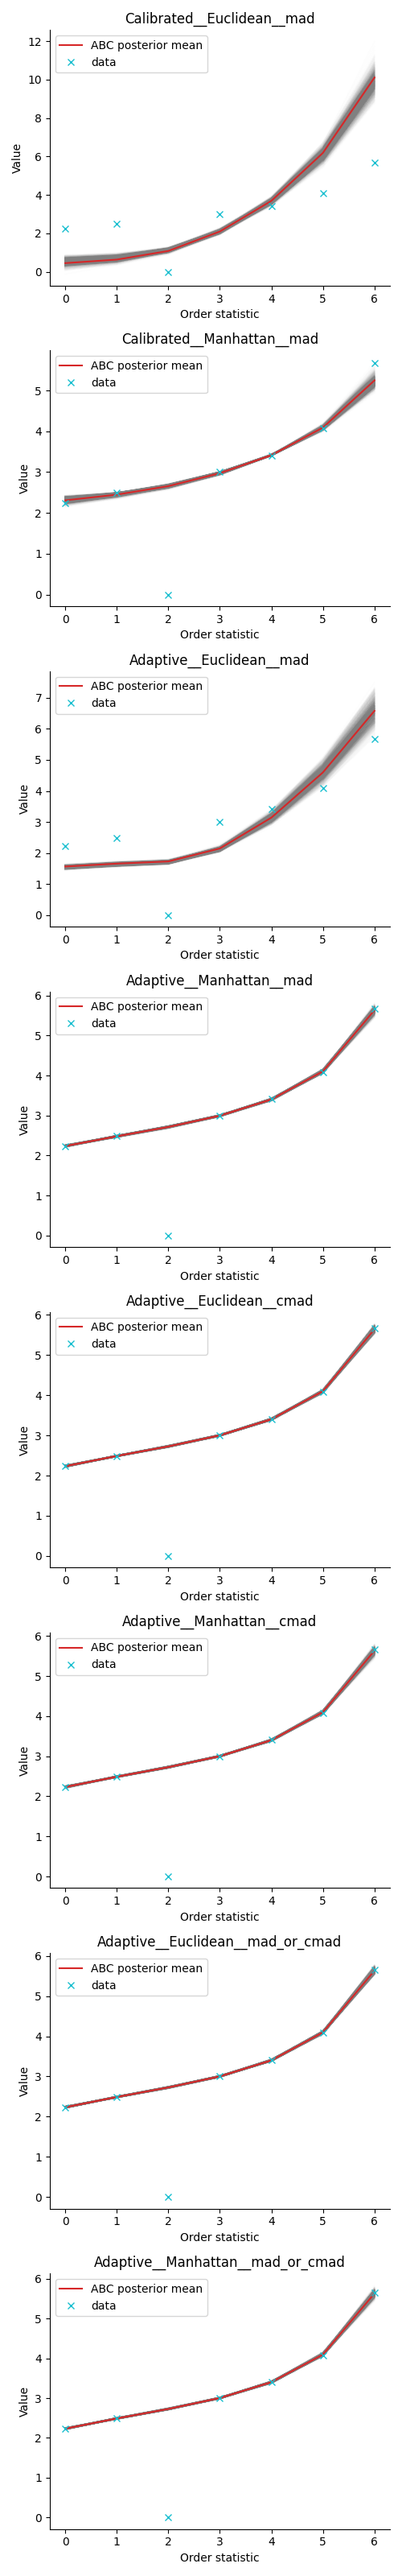 Calibrated__Euclidean__mad
ABC posterior mean
data
12
10
8
6
4
2
0
Value
0 1 2 3 4 5 6
Order statistic
Calibrated__Manhattan__mad
ABC posterior mean
data
5
4
3
2
1
0
Value
0 1 2 3 4 5 6
Order statistic
Adaptive__Euclidean__mad
ABC posterior mean
data
7
6
5
4
3
2
1
0
Value
0 1 2 3 4 5 6
Order statistic
Adaptive__Manhattan__mad
ABC posterior mean
data
6
5
4
3
2
1
0
Value
0 1 2 3 4 5 6
Order statistic
Adaptive__Euclidean__cmad
ABC posterior mean
data
6
5
4
3
2
1
0
Value
0 1 2 3 4 5 6
Order statistic
Adaptive__Manhattan__cmad
ABC posterior mean
data
6
5
4
3
2
1
0
Value
0 1 2 3 4 5 6
Order statistic
Adaptive__Euclidean__mad_or_cmad
ABC posterior mean
data
6
5
4
3
2
1
0
Value
0 1 2 3 4 5 6
Order statistic
Adaptive__Manhattan__mad_or_cmad
ABC posterior mean
data
6
5
4
3
2
1
0
Value
0 1 2 3 4 5 6
Order statistic